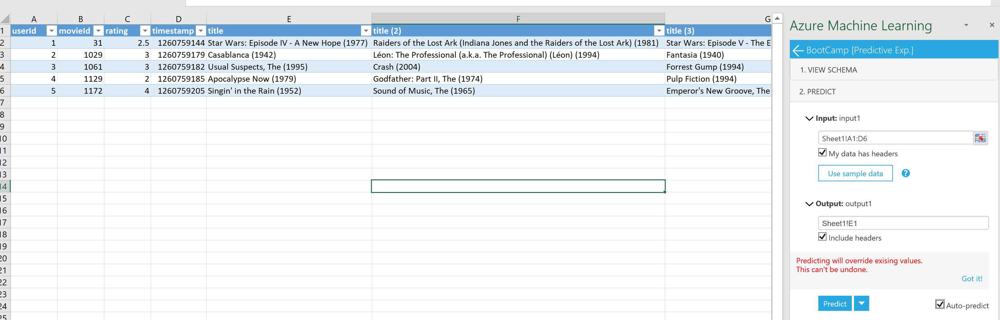 A B C D E F G
1 userId movieId rating timestamp title title (2) title (3)
2 1 31 2.5 1260759144 Star Wars: Episode IV - A New Hope (1977) Raiders of the Lost Ark (Indiana Jones and the Raiders of the Lost Ark) (1981) Star Wars: Episode V - The E
3 2 1029 3 1260759179 Casablanca (1942) Léon: The Professional (a.k.a. The Professional) (Léon) (1994) Fantasia (1940)
4 3 1061 3 1260759182 Usual Suspects, The (1995) Crash (2004) Forrest Gump (1994)
5 4 1129 2 1260759185 Apocalypse Now (1979) Godfather: Part II, The (1974) Pulp Fiction (1994)
6 5 1172 4 1260759205 Singin' in the Rain (1952) Sound of Music, The (1965) Emperor's New Groove, The
7
8
9
10
11
12
13
14
15
16
17
18
19
20
21
22
23
24
25
Azure Machine Learning
BootCamp [Predictive Exp.]
1. VIEW SCHEMA
2. PREDICT
Input: input1
Sheet1!A1:D6
My data has headers
Use sample data ?
Output: output1
Sheet1!E1
Include headers
Predicting will override exising values.
This can't be undone.
Got it!
Predict Auto-predict